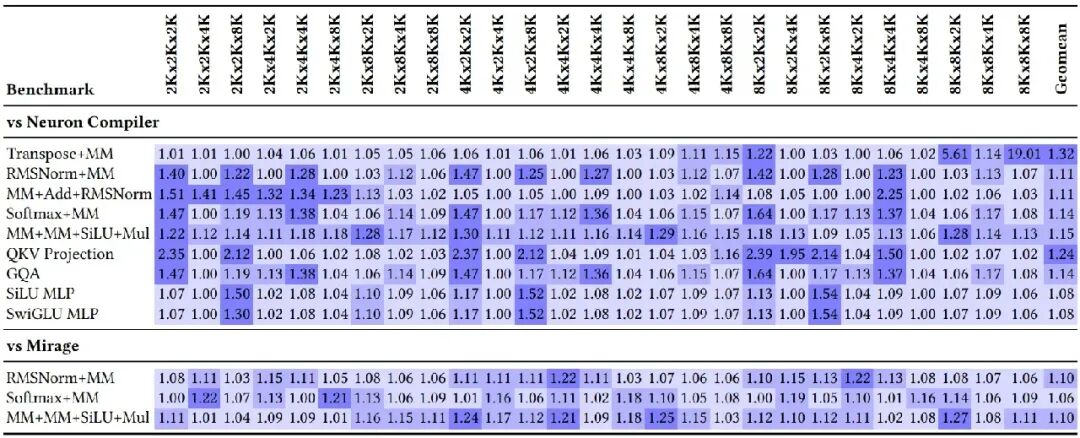 Benchmark 2Kx2Kx2K 2Kx2Kx4K 2Kx2Kx8K 2Kx4Kx2K 2Kx4Kx4K 2Kx4Kx8K 2Kx8Kx2K 2Kx8Kx4K 2Kx8Kx8K 4Kx2Kx2K 4Kx2Kx4K 4Kx2Kx8K 4Kx4Kx2K 4Kx4Kx4K 4Kx4Kx8K 4Kx8Kx2K 4Kx8Kx4K 4Kx8Kx8K 8Kx2Kx2K 8Kx2Kx4K 8Kx2Kx8K 8Kx4Kx2K 8Kx4Kx4K 8Kx4Kx8K 8Kx8Kx2K 8Kx8Kx4K 8Kx8Kx8K Geomean
vs Neuron Compiler
Transpose+MM 1.01 1.01 1.00 1.04 1.06 1.01 1.05 1.05 1.06 1.06 1.01 1.06 1.01 1.02 1.06 1.03 1.09 1.11 1.15 1.22 1.00 1.03 1.00 1.06 1.02 5.61 1.14 19.01 1.32
RMSNorm+MM 1.40 1.00 1.22 1.00 1.28 1.00 1.03 1.12 1.06 1.47 1.00 1.25 1.00 1.27 1.00 1.04 1.12 1.07 1.42 1.00 1.28 1.00 1.23 1.00 1.03 1.13 1.07 1.11
MM+Add+RMSNorm 1.51 1.41 1.45 1.32 1.34 1.23 1.13 1.03 1.02 1.05 1.00 1.05 1.00 1.09 1.00 1.03 1.02 1.14 1.08 1.05 1.00 1.00 2.25 1.00 1.02 1.06 1.03 1.11
Softmax+MM 1.47 1.00 1.19 1.13 1.38 1.04 1.06 1.14 1.09 1.47 1.00 1.17 1.12 1.36 1.04 1.06 1.15 1.07 1.64 1.00 1.17 1.13 1.37 1.04 1.06 1.17 1.08 1.14
MM+MM+SiLU+Mul 1.22 1.12 1.14 1.11 1.18 1.18 1.28 1.17 1.12 1.30 1.11 1.12 1.11 1.16 1.14 1.29 1.16 1.15 1.18 1.13 1.09 1.05 1.13 1.08 1.28 1.14 1.13 1.15
QKV Projection 2.35 1.00 2.12 1.00 1.06 1.02 1.08 1.02 1.03 2.37 1.00 2.12 1.04 1.09 1.01 1.04 1.03 1.16 2.39 1.95 2.14 1.04 1.50 1.00 1.02 1.07 1.02 1.24
GQA 1.47 1.00 1.19 1.13 1.38 1.04 1.06 1.14 1.09 1.47 1.00 1.17 1.12 1.36 1.04 1.06 1.15 1.07 1.64 1.00 1.17 1.13 1.37 1.04 1.06 1.17 1.08 1.14
SiLU MLP 1.07 1.00 1.50 1.02 1.08 1.04 1.10 1.09 1.06 1.17 1.00 1.52 1.02 1.08 1.02 1.07 1.09 1.07 1.13 1.00 1.54 1.04 1.09 1.00 1.07 1.09 1.06 1.08
SwiGLU MLP 1.07 1.00 1.30 1.02 1.08 1.04 1.10 1.09 1.06 1.17 1.00 1.52 1.02 1.08 1.02 1.07 1.09 1.07 1.13 1.00 1.54 1.04 1.09 1.00 1.07 1.09 1.06 1.08
vs Mirage
RMSNorm+MM 1.08 1.11 1.03 1.15 1.11 1.05 1.08 1.06 1.06 1.11 1.11 1.11 1.22 1.11 1.03 1.07 1.06 1.06 1.10 1.15 1.13 1.22 1.13 1.08 1.08 1.07 1.06 1.10
Softmax+MM 1.00 1.22 1.07 1.13 1.00 1.21 1.13 1.06 1.09 1.01 1.16 1.06 1.11 1.02 1.18 1.10 1.05 1.08 1.00 1.19 1.05 1.10 1.01 1.16 1.14 1.06 1.09 1.06
MM+MM+SiLU+Mul 1.11 1.01 1.04 1.09 1.09 1.01 1.16 1.15 1.11 1.24 1.17 1.12 1.21 1.09 1.18 1.25 1.15 1.13 1.12 1.10 1.12 1.11 1.02 1.08 1.27 1.08 1.11 1.10